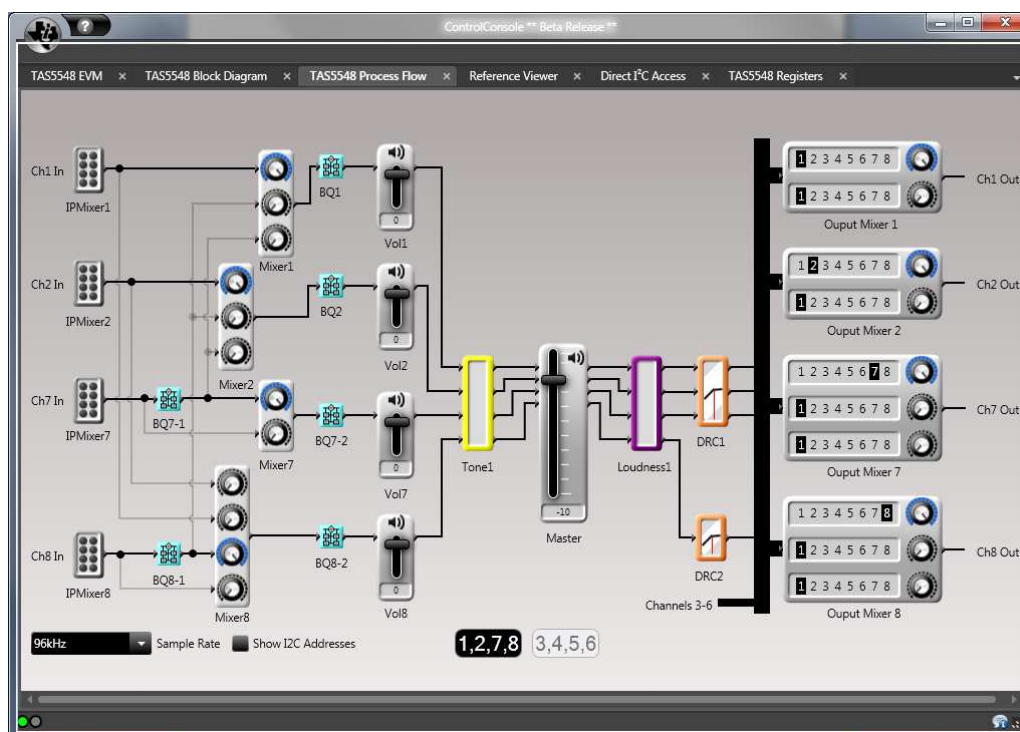 ControlConsole ** Beta Release **
?
TAS5548 EVM × TAS5548 Block Diagram × TAS5548 Process Flow × Reference Viewer × Direct I²C Access × TAS5548 Registers ×
Ch1 In
IPMixer1
Mixer1
BQ1
0
Vol1
1 2 3 4 5 6 7 8
1 2 3 4 5 6 7 8
Ouput Mixer 1
Ch1 Out
Ch2 In
IPMixer2
Mixer2
BQ2
0
Vol2
1 2 3 4 5 6 7 8
1 2 3 4 5 6 7 8
Ouput Mixer 2
Ch2 Out
Ch7 In
IPMixer7
BQ7-1
Mixer7
BQ7-2
0
Vol7
Tone1
-10
Master
Loudness1
DRC1
1 2 3 4 5 6 7 8
1 2 3 4 5 6 7 8
1 2 3 4 5 6 7 8
Ouput Mixer 7
Ch7 Out
Ch8 In
IPMixer8
BQ8-1
Mixer8
BQ8-2
0
Vol8
DRC2
Channels 3-6
1 2 3 4 5 6 7 8
1 2 3 4 5 6 7 8
1 2 3 4 5 6 7 8
Ouput Mixer 8
Ch8 Out
96kHz Sample Rate Show I2C Addresses
1,2,7,8 3,4,5,6